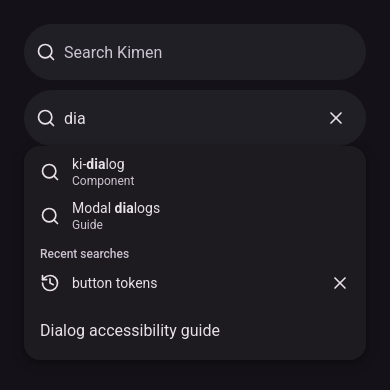 Search Kimen
dia
ki-dialog
Component
Modal dialogs
Guide
Recent searches
button tokens
Dialog accessibility guide